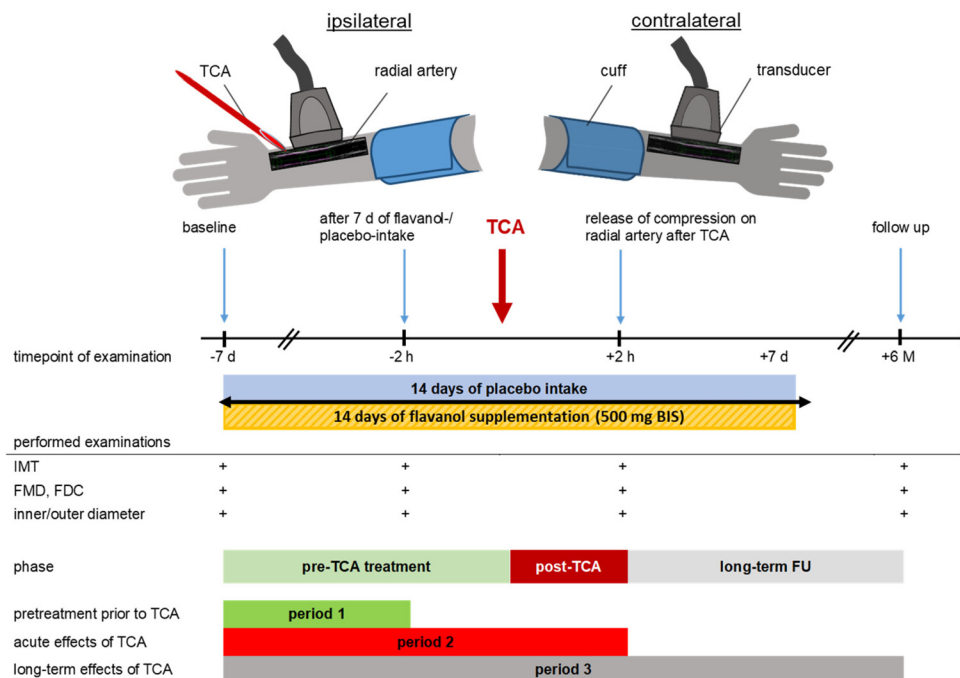 ipsilateral
contralateral
TCA
radial artery
cuff
transducer
baseline
after 7 d of flavanol-/
placebo-intake
TCA
release of compression on
radial artery after TCA
follow up
timepoint of examination
-7 d
-2 h
+2 h
+7 d
+6 M
14 days of placebo intake
14 days of flavanol supplementation (500 mg BIS)
performed examinations
IMT + + + +
FMD, FDC + + + +
inner/outer diameter + + + +
phase pre-TCA treatment post-TCA long-term FU
pretreatment prior to TCA period 1
acute effects of TCA period 2
long-term effects of TCA period 3